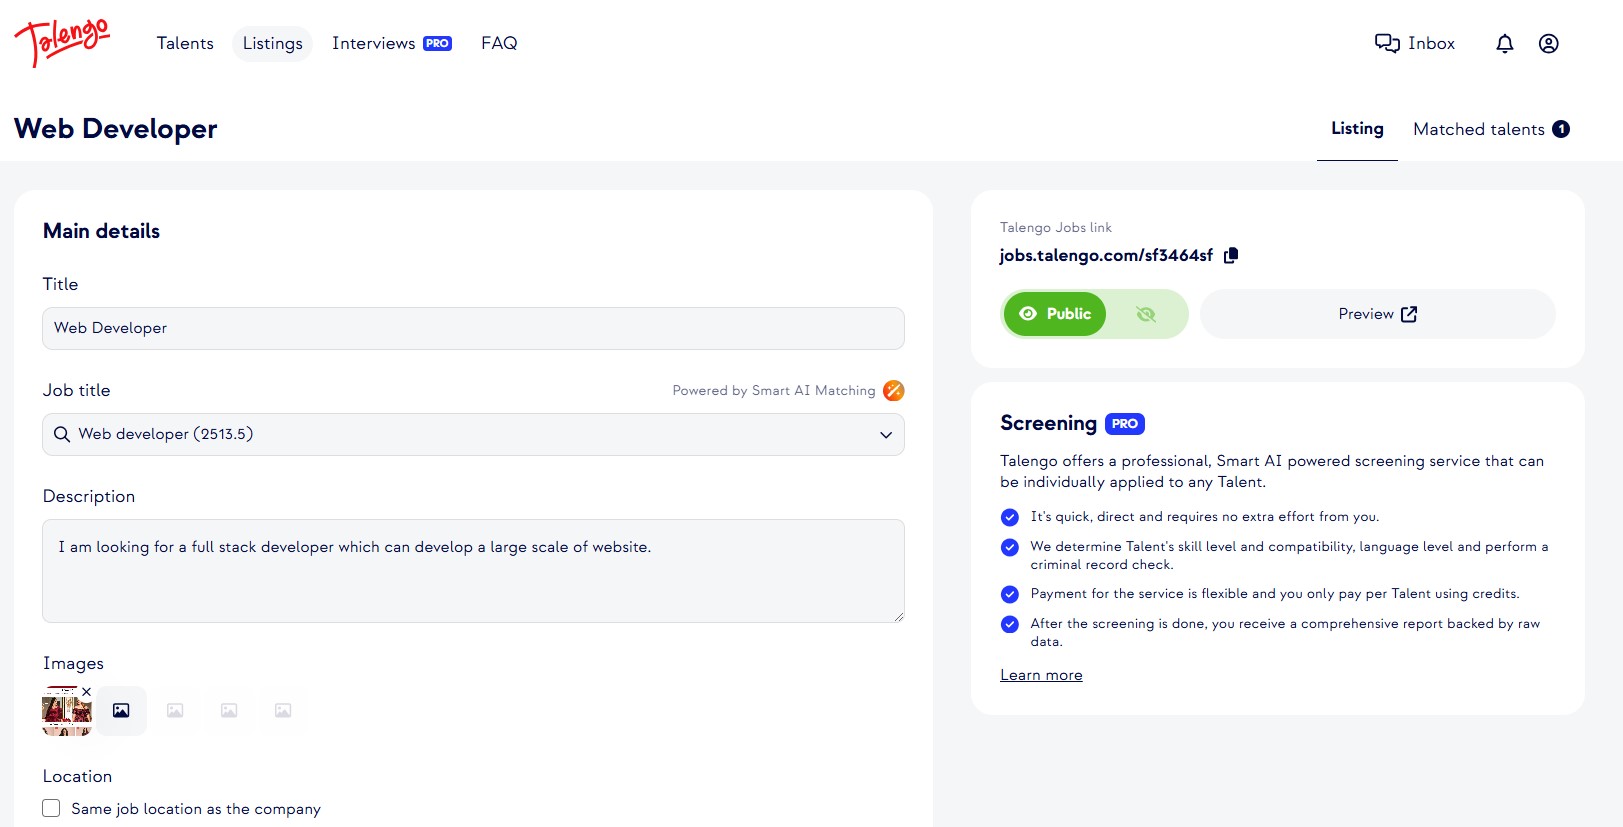 Talengo
Talents
Listings
Interviews PRO
FAQ
Inbox
Web Developer
Listing
Matched talents 1
Main details
Title
Web Developer
Job title
Powered by Smart AI Matching
Web developer (2513.5)
Description
I am looking for a full stack developer which can develop a large scale of website.
Images
Location
Same job location as the company
Talengo Jobs link
jobs.talengo.com/sf3464sf
Public
Preview
Screening PRO
Talengo offers a professional, Smart AI powered screening service that can
be individually applied to any Talent.
It's quick, direct and requires no extra effort from you.
We determine Talent's skill level and compatibility, language level and perform a
criminal record check.
Payment for the service is flexible and you only pay per Talent using credits.
After the screening is done, you receive a comprehensive report backed by raw
data.
Learn more